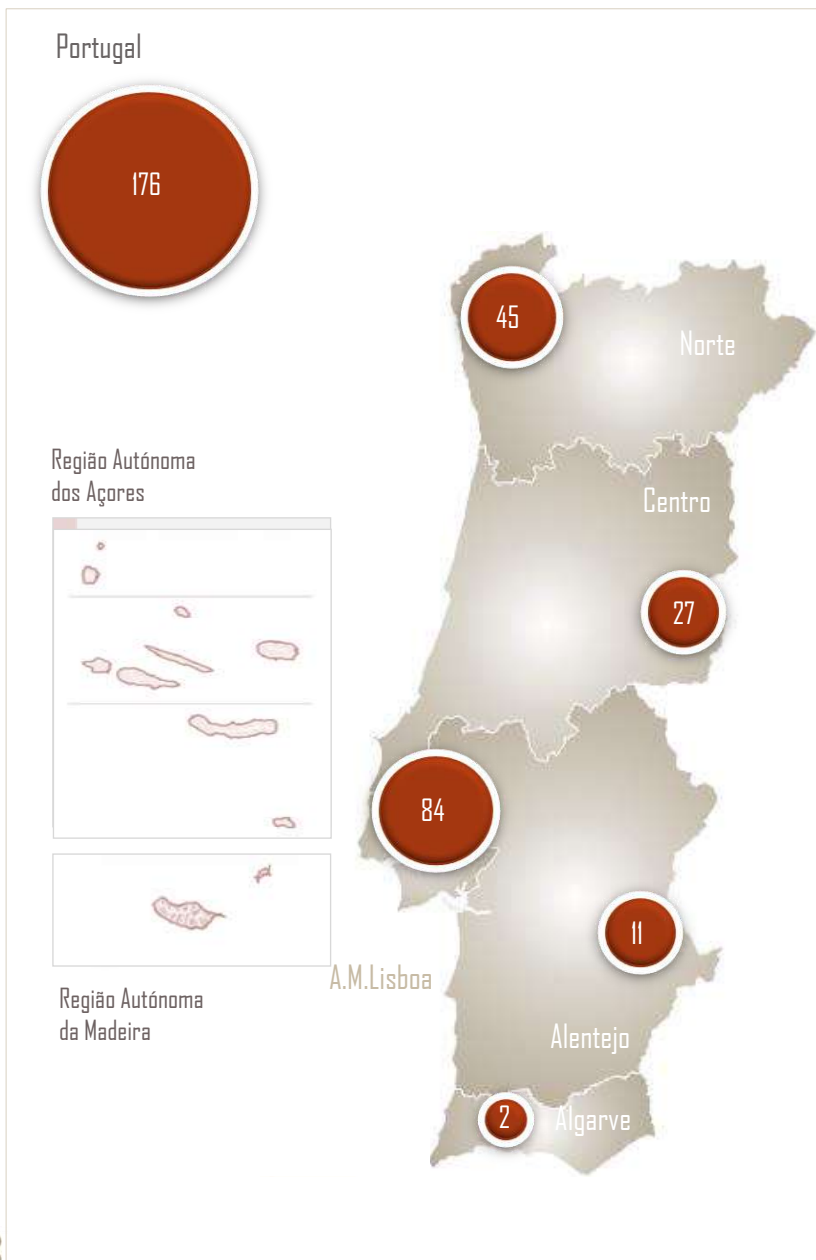 Portugal
176
45
Norte
Região Autónoma
dos Açores
Centro
27
84
11
A.M.Lisboa
Região Autónoma
da Madeira
Alentejo
2
Algarve